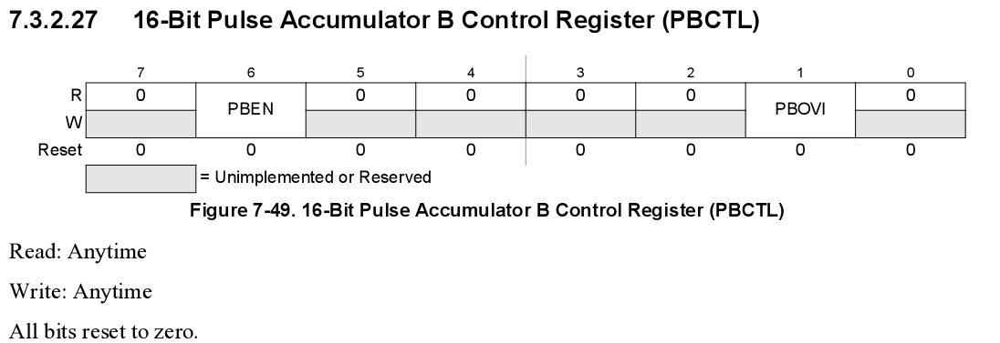 7.3.2.27 16-Bit Pulse Accumulator B Control Register (PBCTL)
7 6 5 4 3 2 1 0
R 0 PBEN 0 0 0 0 PBOVI 0
W
Reset 0 0 0 0 0 0 0 0
= Unimplemented or Reserved
Figure 7-49. 16-Bit Pulse Accumulator B Control Register (PBCTL)
Read: Anytime
Write: Anytime
All bits reset to zero.